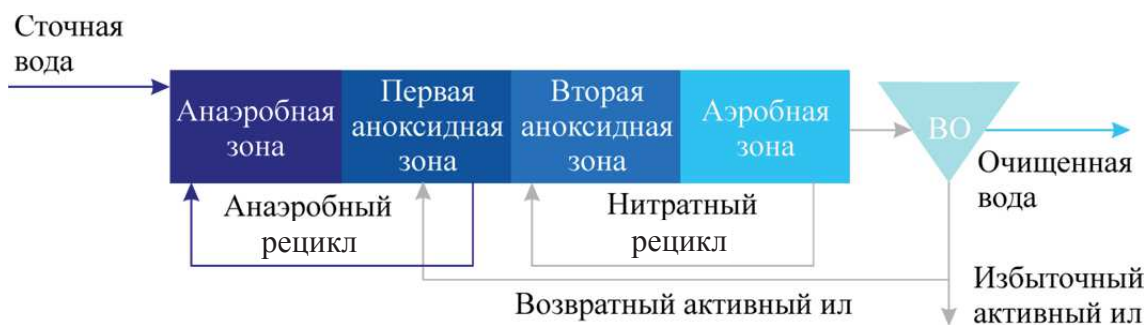 Сточная
вода
Анаэробная
зона
Первая
аноксидная
зона
Вторая
аноксидная
зона
Аэробная
зона
ВО
Очищенная
вода
Анаэробный
рецикл
Нитратный
рецикл
Возвратный активный ил
Избыточный
активный ил